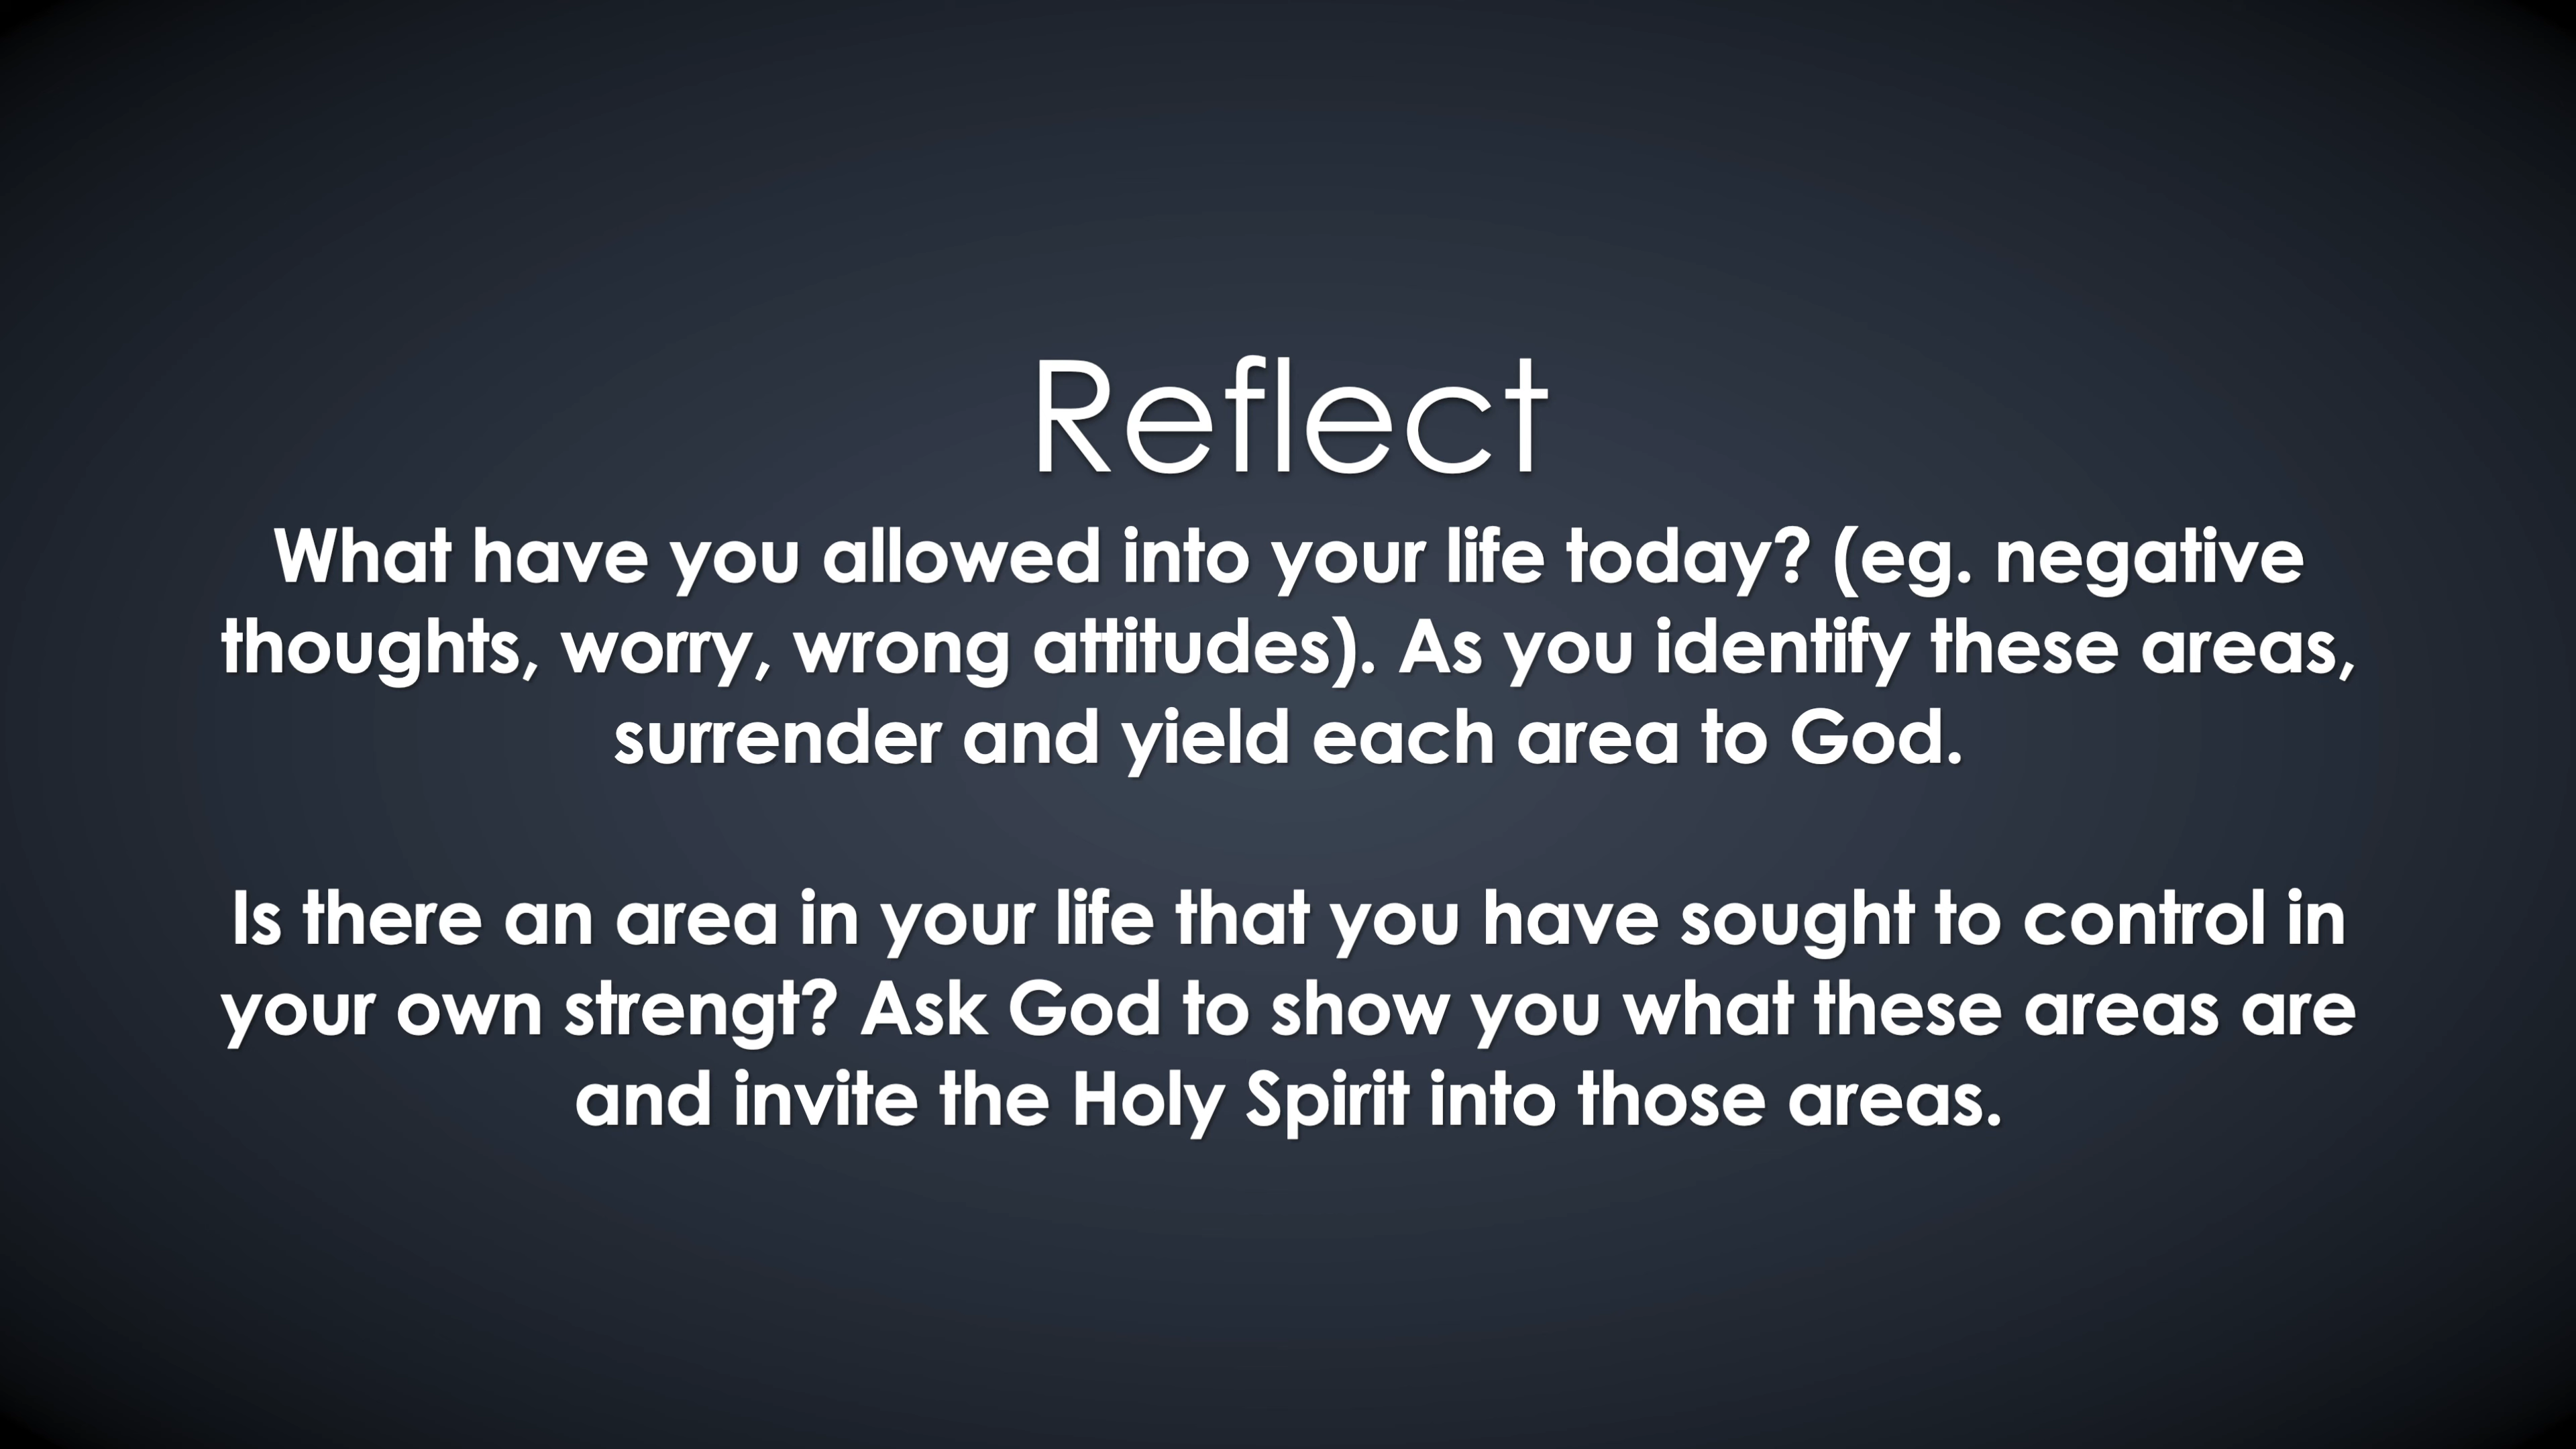 Reflect
What have you allowed into your life today? (eg. negative
thoughts, worry, wrong attitudes). As you identify these areas,
surrender and yield each area to God.
Is there an area in your life that you have sought to control in
your own strengt? Ask God to show you what these areas are
and invite the Holy Spirit into those areas.